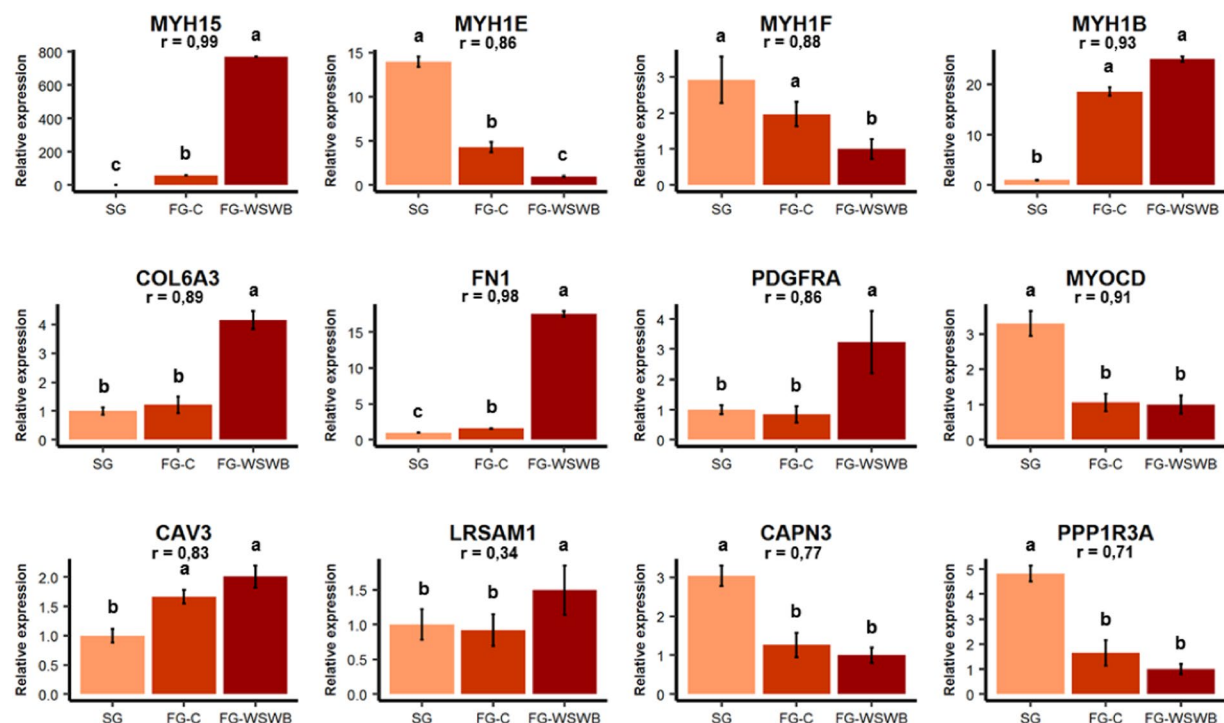 MYH15
r = 0,99
Relative expression
800
600
400
200
0
c
b
a
SG
FG-C
FG-WSWB
MYH1E
r = 0,86
Relative expression
15
10
5
0
a
b
c
SG
FG-C
FG-WSWB
MYH1F
r = 0,88
Relative expression
3
2
1
0
a
a
b
SG
FG-C
FG-WSWB
MYH1B
r = 0,93
Relative expression
20
10
0
b
a
a
SG
FG-C
FG-WSWB
COL6A3
r = 0,89
Relative expression
4
3
2
1
0
b
b
a
SG
FG-C
FG-WSWB
FN1
r = 0,98
Relative expression
15
10
5
0
c
b
a
SG
FG-C
FG-WSWB
PDGFRA
r = 0,86
Relative expression
4
3
2
1
0
b
b
a
SG
FG-C
FG-WSWB
MYOCD
r = 0,91
Relative expression
3
2
1
0
a
b
b
SG
FG-C
FG-WSWB
CAV3
r = 0,83
Relative expression
2.0
1.5
1.0
0.5
0.0
b
a
a
SG
FG-C
FG-WSWB
LRSAM1
r = 0,34
Relative expression
1.5
1.0
0.5
0.0
b
b
a
SG
FG-C
FG-WSWB
CAPN3
r = 0,77
Relative expression
3
2
1
0
a
b
b
SG
FG-C
FG-WSWB
PPP1R3A
r = 0,71
Relative expression
5
4
3
2
1
0
a
b
b
SG
FG-C
FG-WSWB